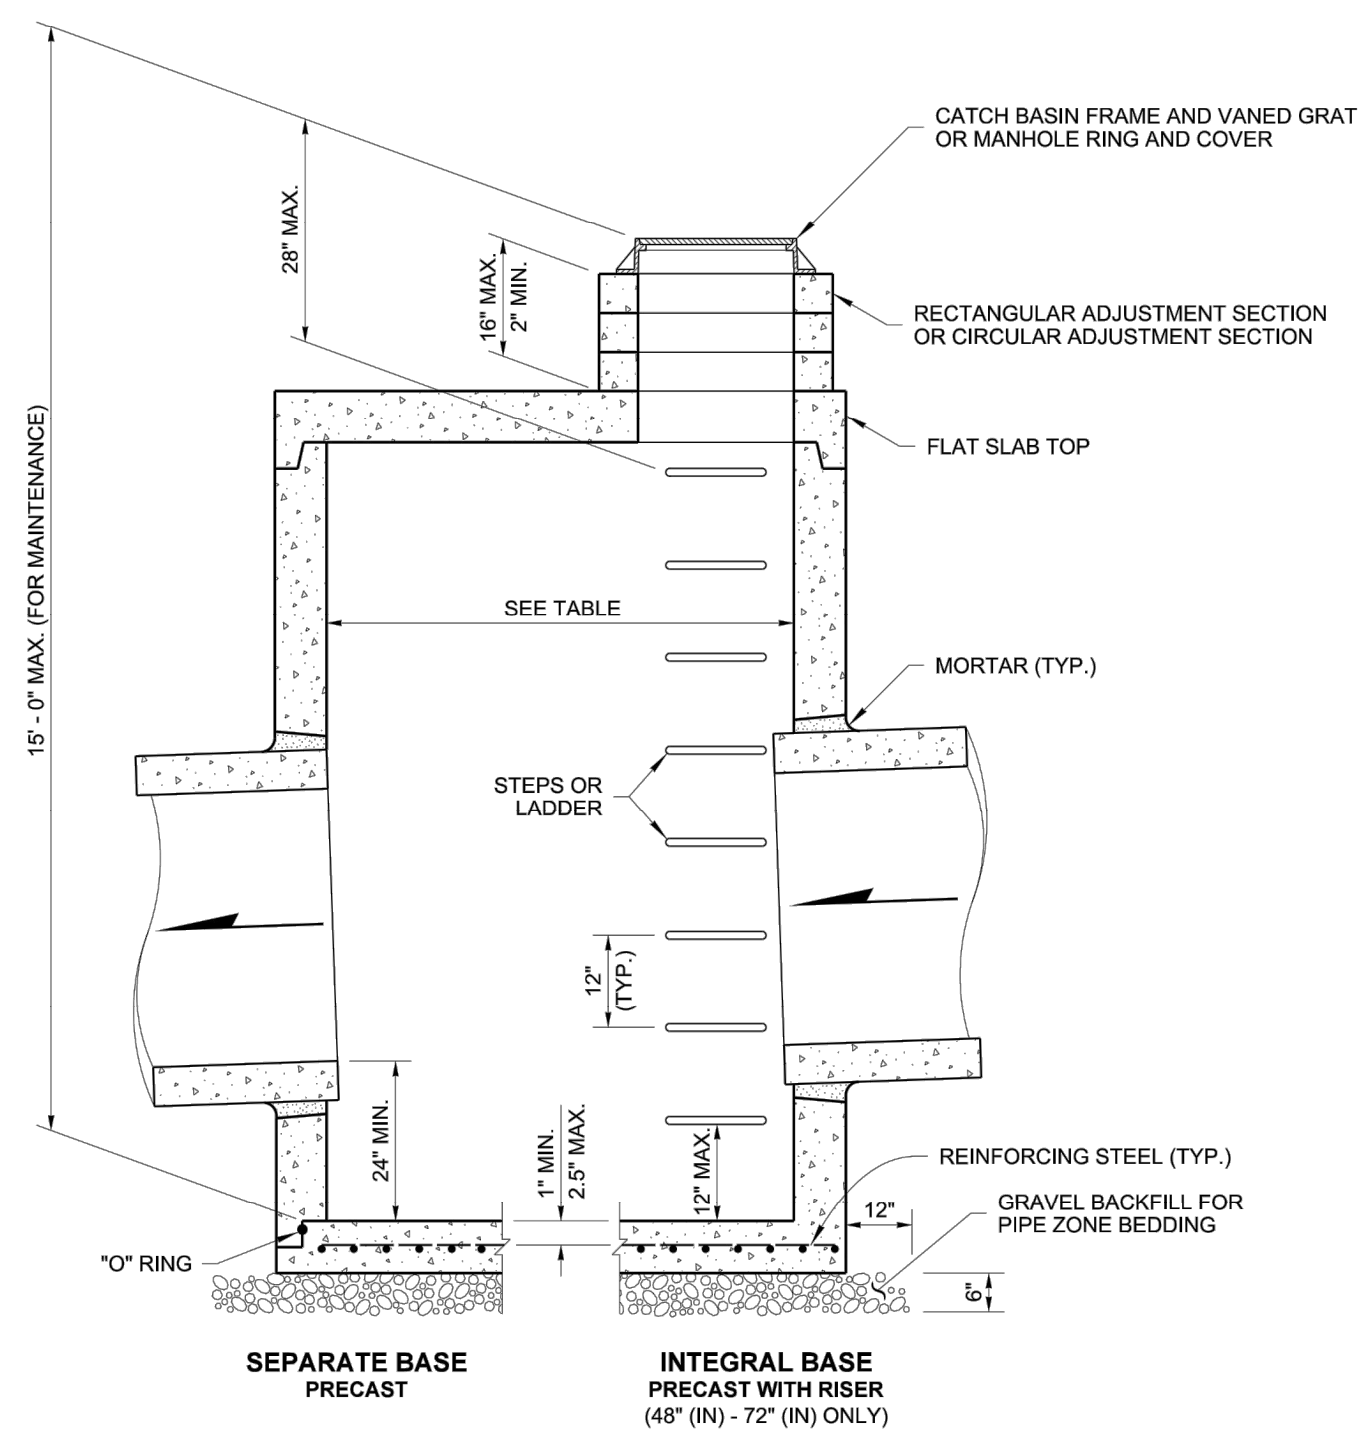 CATCH BASIN FRAME AND VANED GRAT
OR MANHOLE RING AND COVER
28" MAX.
16" MAX.
2" MIN.
RECTANGULAR ADJUSTMENT SECTION
OR CIRCULAR ADJUSTMENT SECTION
FLAT SLAB TOP
15' - 0" MAX. (FOR MAINTENANCE)
SEE TABLE
MORTAR (TYP.)
STEPS OR
LADDER
12"
(TYP.)
24" MIN.
1" MIN.
2.5" MAX.
12" MAX.
REINFORCING STEEL (TYP.)
12"
GRAVEL BACKFILL FOR
PIPE ZONE BEDDING
"O" RING
6"
SEPARATE BASE
PRECAST
INTEGRAL BASE
PRECAST WITH RISER
(48" (IN) - 72" (IN) ONLY)